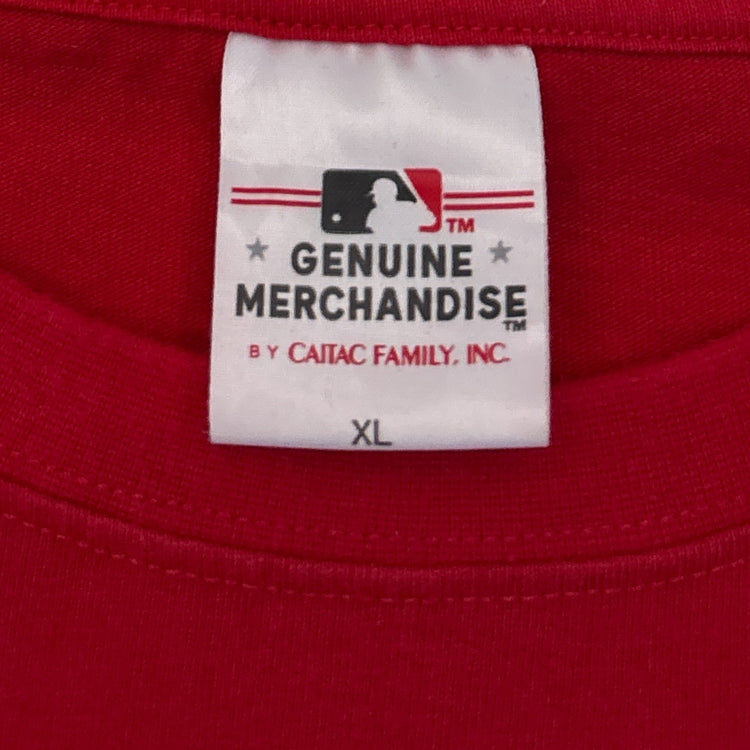 TM
GENUINE
MERCHANDISE
TM
BY CAITAC FAMILY, INC.
XL